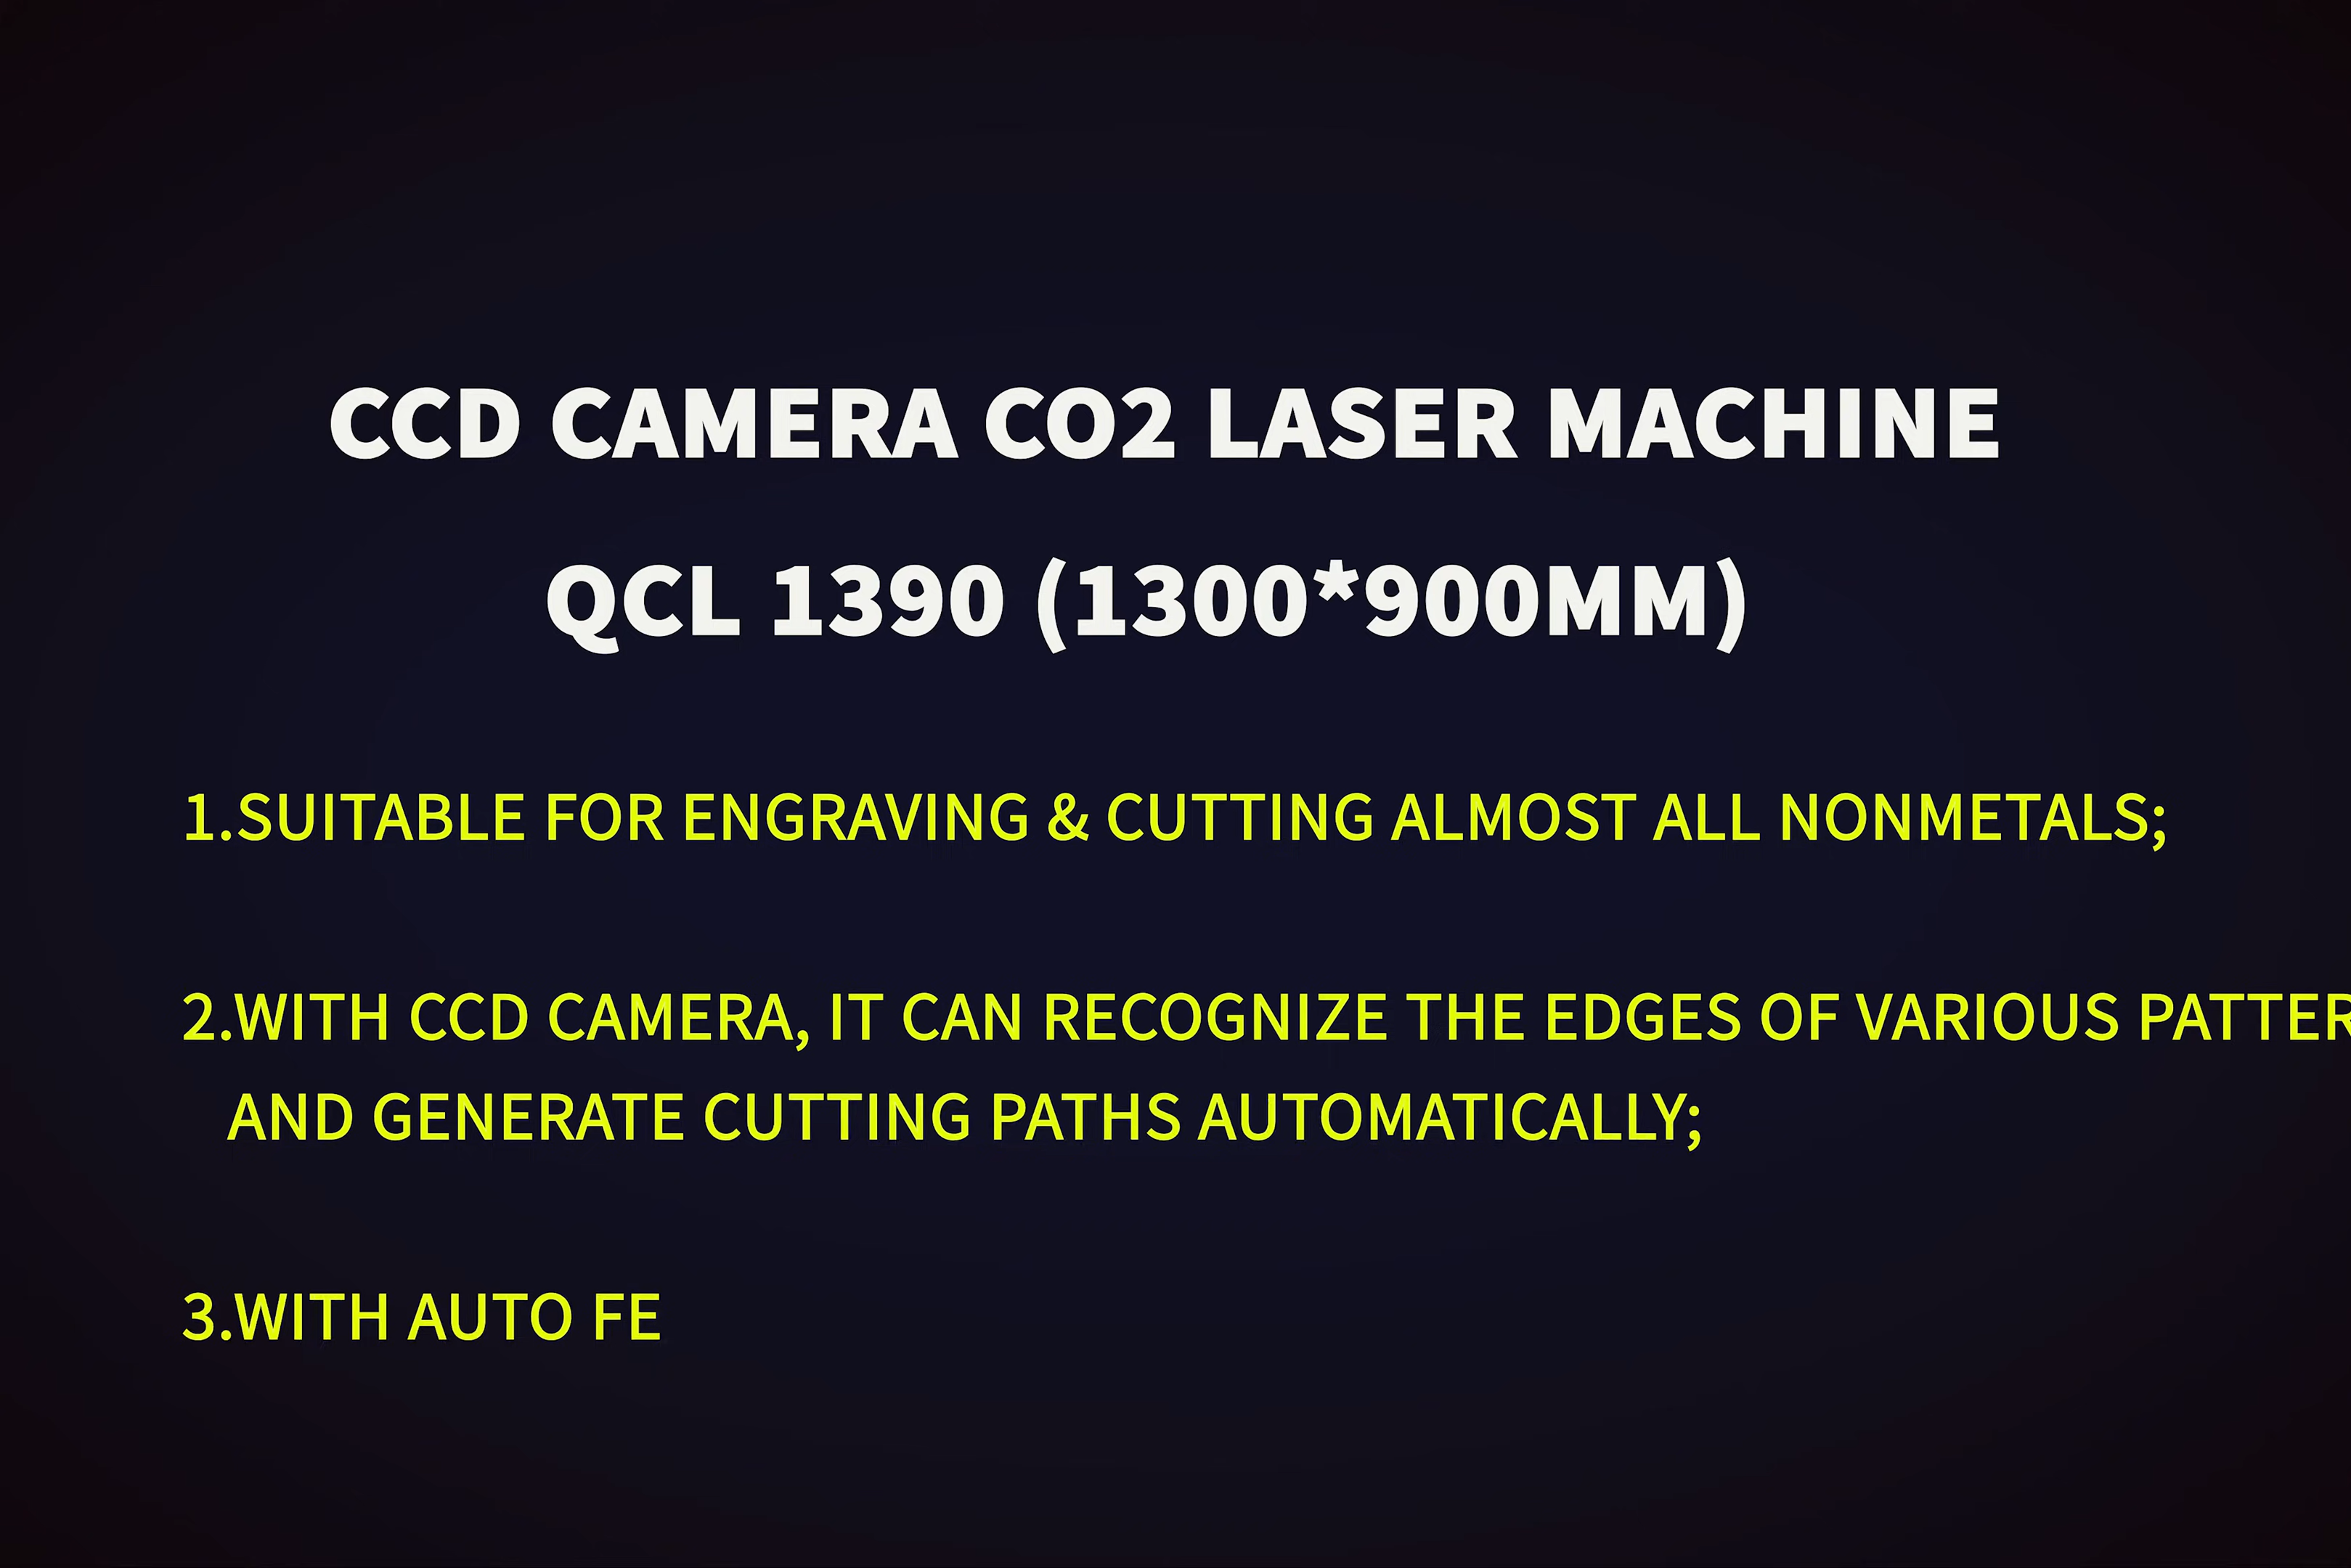 CCD CAMERA CO2 LASER MACHINE
QCL 1390 (1300*900MM)
1.SUITABLE FOR ENGRAVING & CUTTING ALMOST ALL NONMETALS;
2.WITH CCD CAMERA, IT CAN RECOGNIZE THE EDGES OF VARIOUS PATTER
AND GENERATE CUTTING PATHS AUTOMATICALLY;
3.WITH AUTO FE